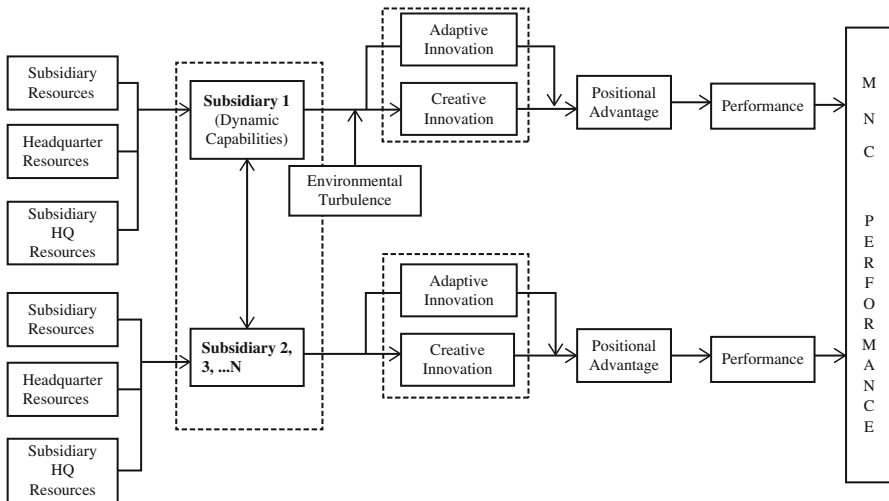 Subsidiary
Resources
Headquarter
Resources
Subsidiary
HQ
Resources
Subsidiary 1
(Dynamic
Capabilities)
Environmental
Turbulence
Adaptive
Innovation
Creative
Innovation
Positional
Advantage
Performance
Subsidiary
Resources
Headquarter
Resources
Subsidiary
HQ
Resources
Subsidiary 2,
3, ...N
Adaptive
Innovation
Creative
Innovation
Positional
Advantage
Performance
M N C PERFORMANCE